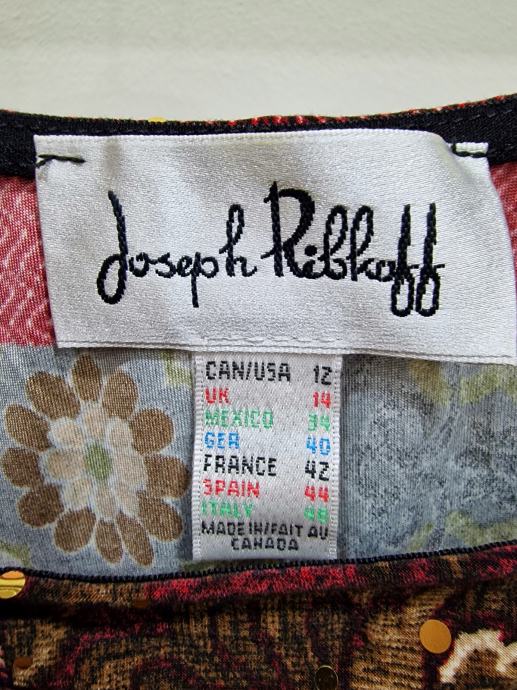 Joseph Ribkoff
CAN/USA 12
UK 14
MEXICO 34
GER 40
FRANCE 42
SPAIN 44
ITALY 48
MADE IN/FAIT AU
CANADA